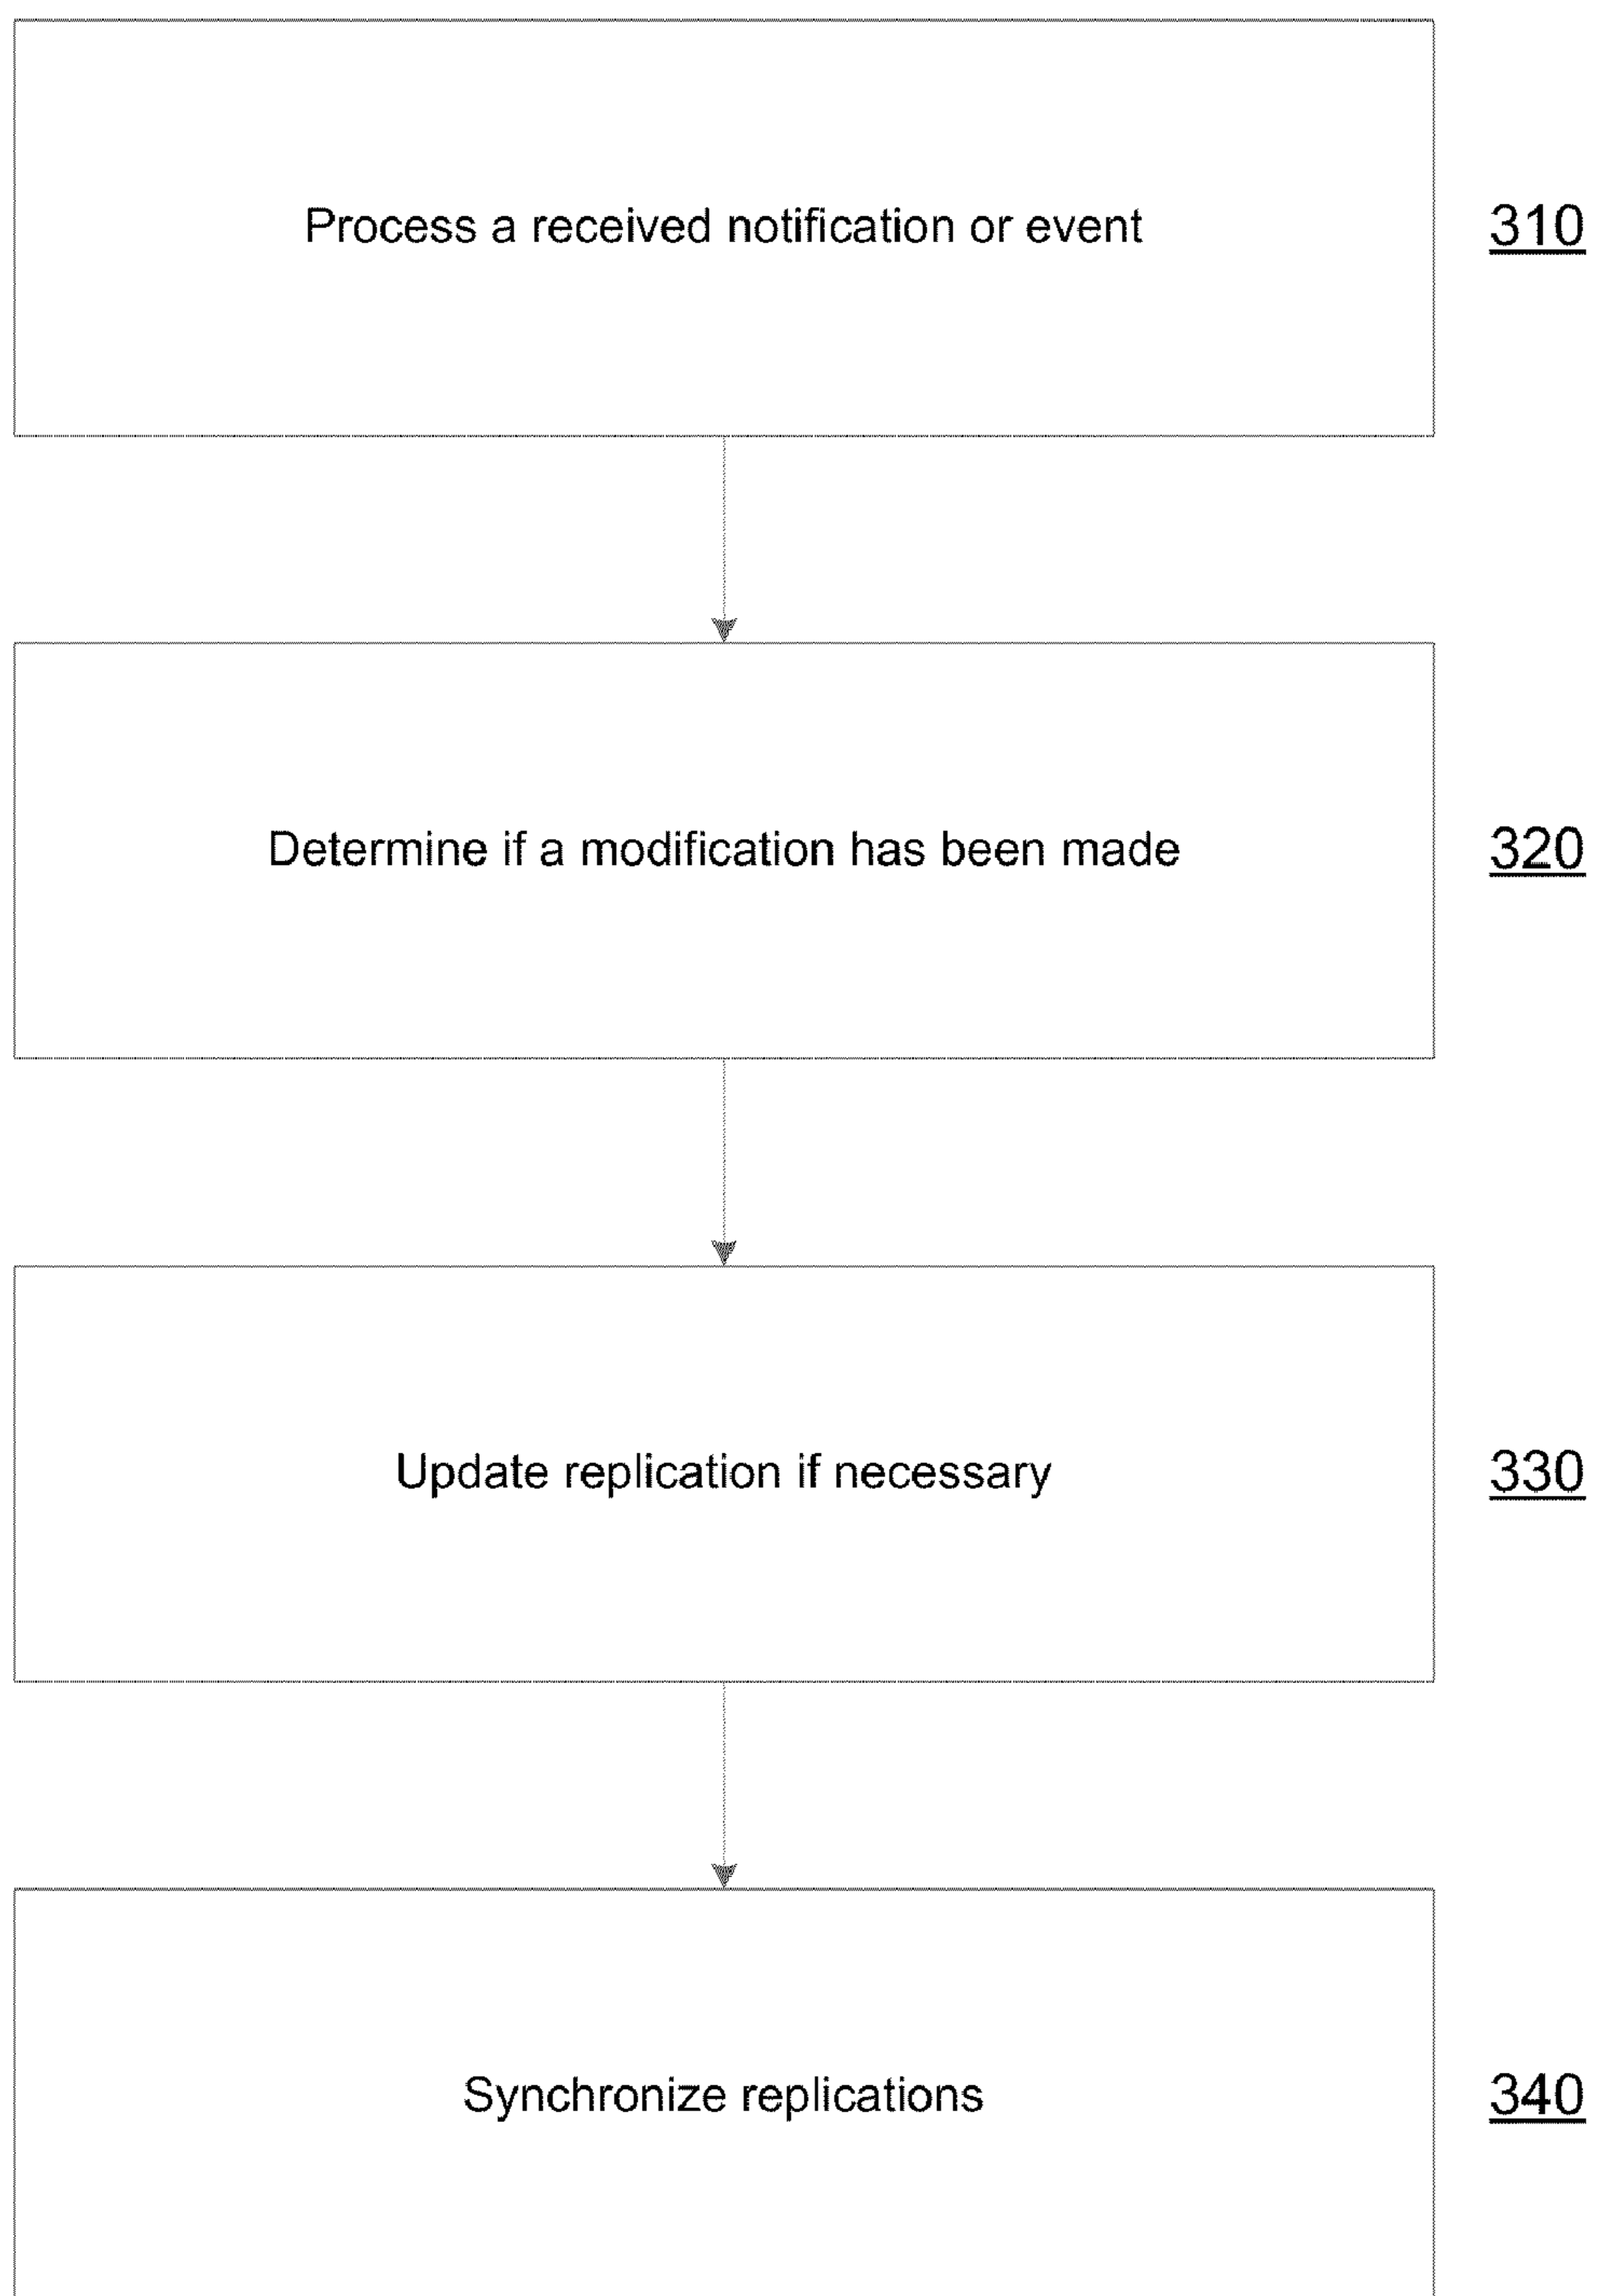 Process a received notification or event
310
Determine if a modification has been made
320
Update replication if necessary
330
Synchronize replications
340